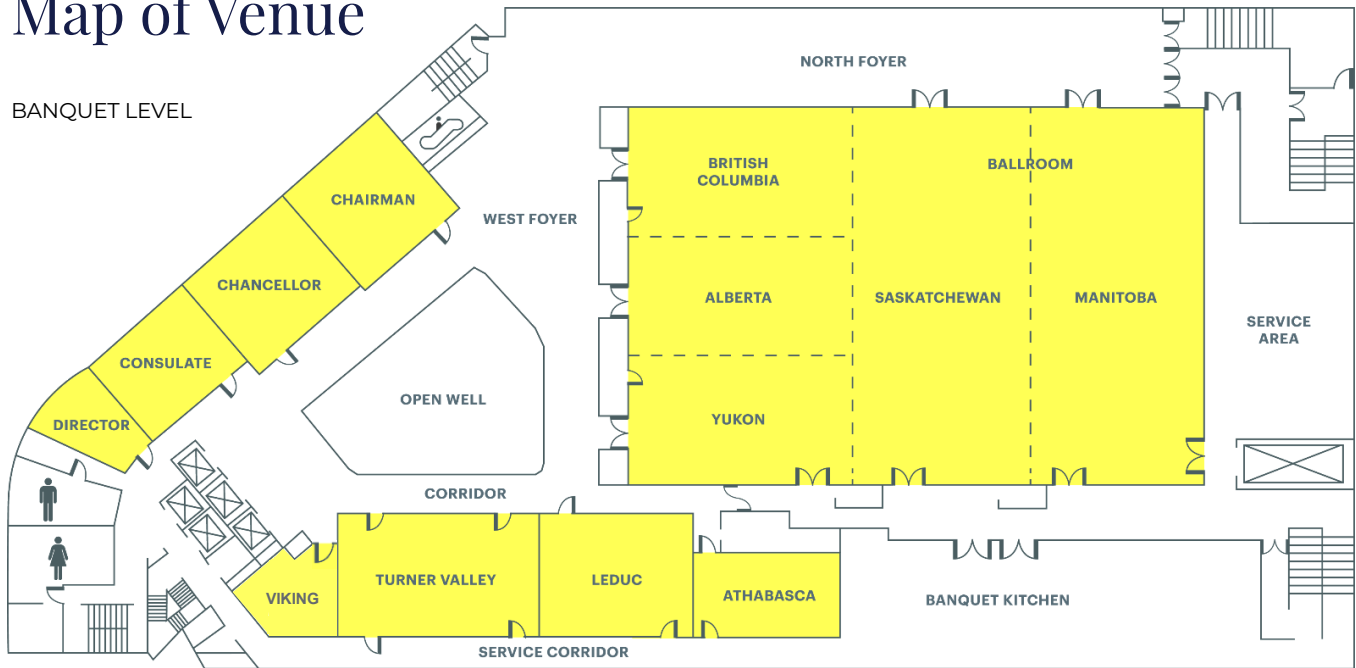 Map of Venue
BANQUET LEVEL
NORTH FOYER
BRITISH
COLUMBIA
BALLROOM
CHAIRMAN
WEST FOYER
CHANCELLOR
ALBERTA
SASKATCHEWAN
MANITOBA
SERVICE
AREA
CONSULATE
OPEN WELL
YUKON
DIRECTOR
CORRIDOR
TURNER VALLEY
LEDUC
VIKING
ATHABASCA
BANQUET KITCHEN
SERVICE CORRIDOR